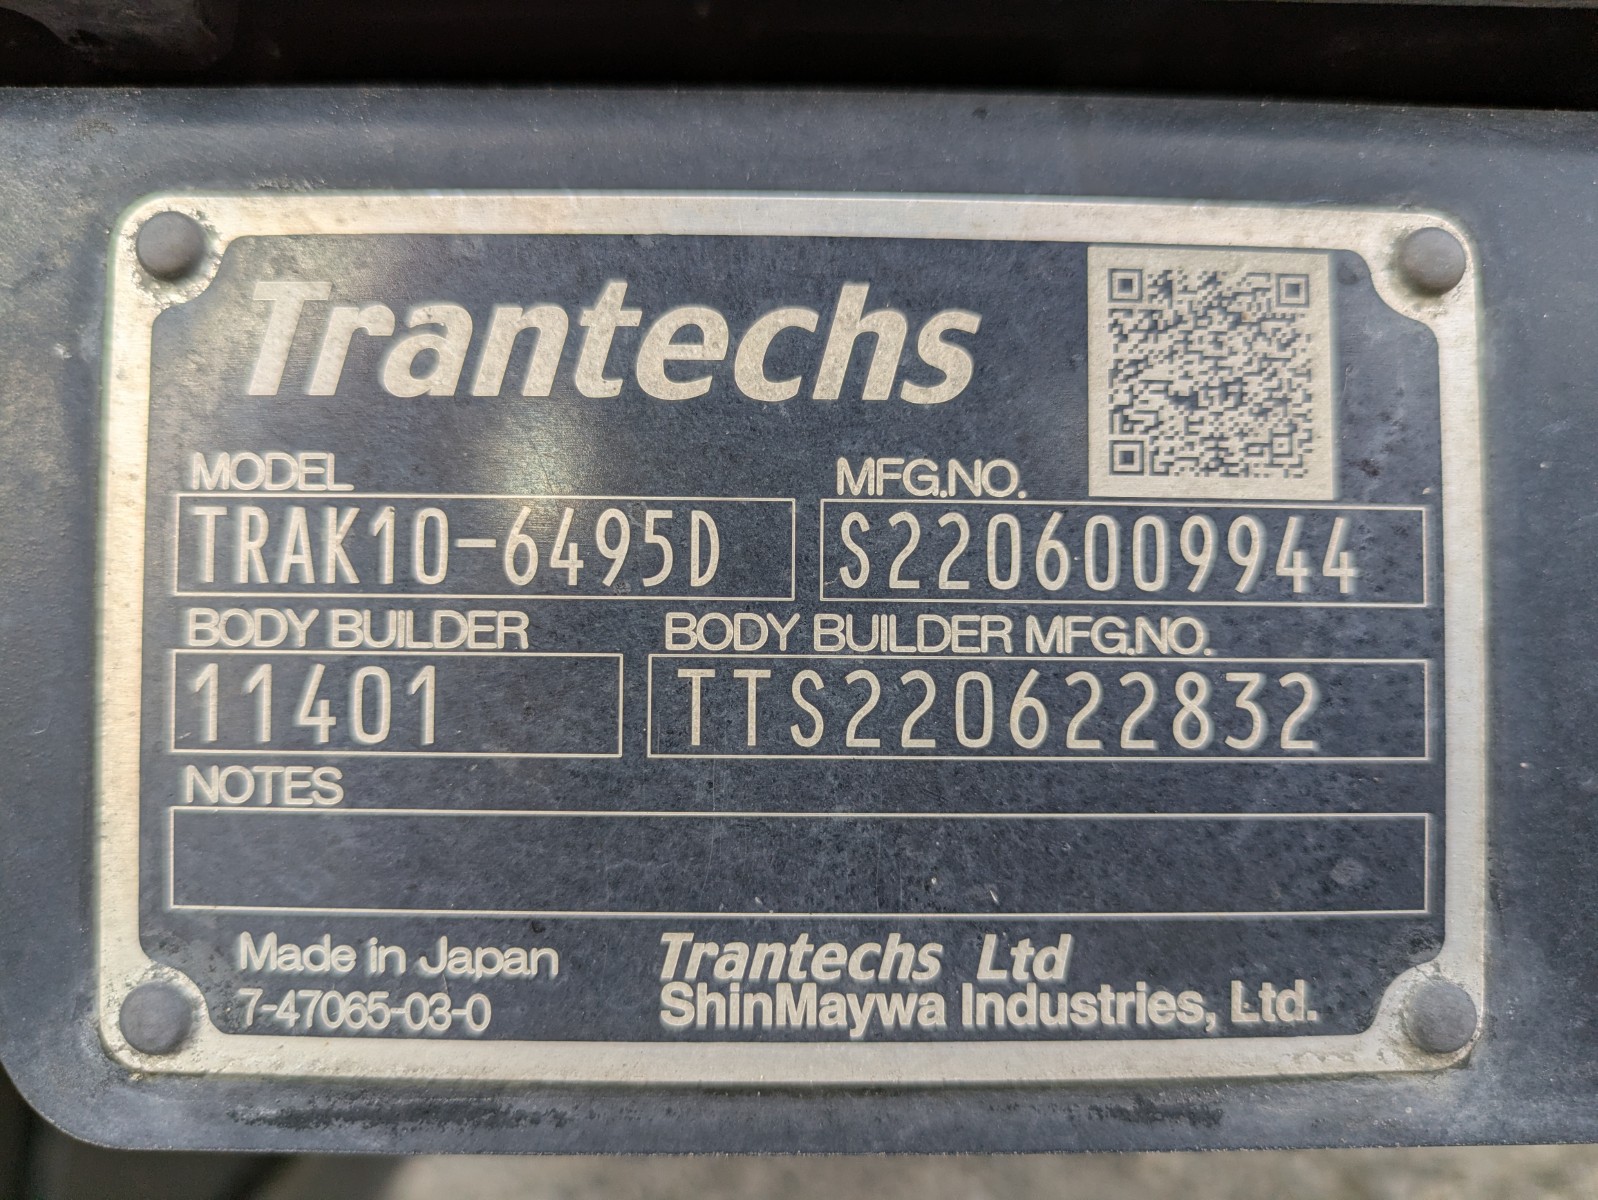 Trantechs
MODEL MFG.NO.
TRAK10-6495D S2206009944
BODY BUILDER BODY BUILDER MFG.NO.
11401 TTS220622832
NOTES
Made in Japan Trantechs Ltd
7-47065-03-0 ShinMaywa Industries, Ltd.